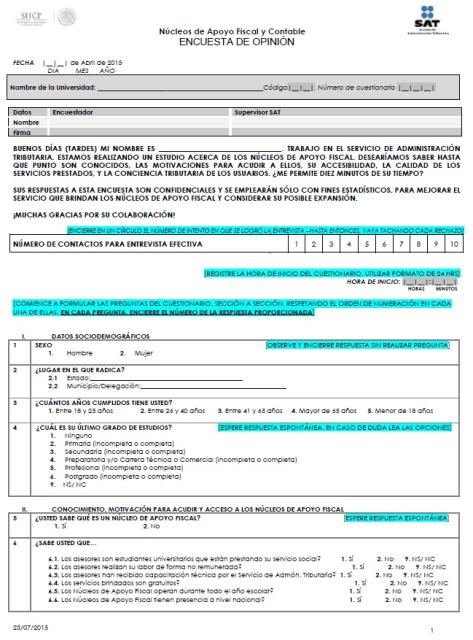 SHCP
SAT
Núcleos de Apoyo Fiscal y Contable
ENCUESTA DE OPINIÓN
FECHA |__|__| de Abril de 2015
DIA MES AÑO
Nombre de la Universidad: ______ Código|__|__| Número de cuestionario |__|__|__|
Datos Encuestador Supervisor SAT
Nombre
Firma
BUENOS DÍAS (TARDES) MI NOMBRE ES ______. TRABAJO EN EL SERVICIO DE ADMINISTRACIÓN
TRIBUTARIA. ESTAMOS REALIZANDO UN ESTUDIO ACERCA DE LOS NÚCLEOS DE APOYO FISCAL. DESEARÍAMOS SABER HASTA
QUE PUNTO SON CONOCIDOS, LAS MOTIVACIONES PARA ACUDIR A ELLOS, SU ACCESIBILIDAD, LA CALIDAD DE LOS
SERVICIOS PRESTADOS, Y LA CONCIENCIA TRIBUTARIA DE LOS USUARIOS. ¿ME PERMITE DIEZ MINUTOS DE SU TIEMPO?
SUS RESPUESTAS A ESTA ENCUESTA SON CONFIDENCIALES Y SE EMPLEARÁN SÓLO CON FINES ESTADÍSTICOS, PARA MEJORAR EL
SERVICIO QUE BRINDAN LOS NÚCLEOS DE APOYO FISCAL Y CONSIDERAR SU POSIBLE EXPANSIÓN.
¡MUCHAS GRACIAS POR SU COLABORACIÓN!
[ENCIERRE EN UN CÍRCULO EL NÚMERO DE INTENTO EN QUE SE LOGRÓ LA ENTREVISTA –HASTA ENTONCES, VAYA TACHANDO CADA RECHAZO]
NÚMERO DE CONTACTOS PARA ENTREVISTA EFECTIVA 1 2 3 4 5 6 7 8 9 10
[REGISTRE LA HORA DE INICIO DEL CUESTIONARIO, UTILIZAR FORMATO DE 24 HRS]
HORA DE INICIO: |__|__|:|__|__|
HORAS MINUTOS
[COMIENCE A FORMULAR LAS PREGUNTAS DEL CUESTIONARIO, SECCIÓN A SECCIÓN, RESPETANDO EL ORDEN DE NUMERACIÓN EN CADA
UNA DE ELLAS. EN CADA PREGUNTA, ENCIERRE EL NÚMERO DE LA RESPUESTA PROPORCIONADA]
I. DATOS SOCIODEMOGRÁFICOS
1 SEXO [OBSERVE Y ENCIERRE RESPUESTA SIN REALIZAR PREGUNTA]
1. Hombre 2. Mujer
2 ¿LUGAR EN EL QUE RADICA?
2.1 Estado:______
2.2 Municipio/Delegación:______
3 ¿CUÁNTOS AÑOS CUMPLIDOS TIENE USTED?
1. Entre 18 y 25 años 2. Entre 26 y 40 años 3. Entre 41 y 65 años 4. Mayor de 65 años 5. Menor de 18 años
4 ¿CUÁL ES SU ÚLTIMO GRADO DE ESTUDIOS? [ESPERE RESPUESTA ESPONTÁNEA, EN CASO DE DUDA LEA LAS OPCIONES]
1. Ninguno
2. Primaria (incompleta o completa)
3. Secundaria (incompleta o completa)
4. Preparatoria y/o Carrera Técnica o Comercial (incompleta o completa)
5. Profesional (incompleta o completa)
6. Postgrado (incompleta o completa)
9. NS/ NC
II. CONOCIMIENTO, MOTIVACIÓN PARA ACUDIR Y ACCESO A LOS NÚCLEOS DE APOYO FISCAL
5 ¿USTED SABE QUÉ ES UN NÚCLEO DE APOYO FISCAL? [ESPERE RESPUESTA ESPONTÁNEA]
1. Sí 2. No
6 ¿SABE USTED QUE...
6.1. Los asesores son estudiantes universitarios que están prestando su servicio social? 1. Sí 2. No 9. NS/ NC
6.2. Los asesores realizan su labor de forma no remunerada? 1. Sí 2. No 9. NS/ NC
6.3. Los asesores han recibido capacitación técnica por el Servicio de Admón. Tributaria? 1. Sí 2. No 9. NS/ NC
6.4. Los servicios brindados son gratuitos? 1. Sí 2. No 9. NS/ NC
6.5. Los Núcleos de Apoyo Fiscal operan durante todo el año escolar? 1. Sí 2. No 9. NS/ NC
6.6. Los Núcleos de Apoyo Fiscal tienen presencia a nivel nacional? 1. Sí 2. No 9. NS/ NC
23/07/2015
1